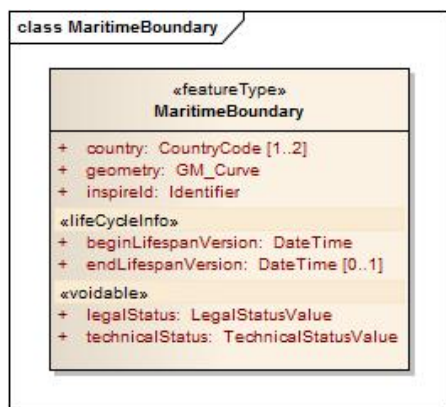 class MaritimeBoundary
«featureType»
MaritimeBoundary
+ country: CountryCode [1..2]
+ geometry: GM_Curve
+ inspireId: Identifier
«lifeCycleInfo»
+ beginLifespanVersion: DateTime
+ endLifespanVersion: DateTime [0..1]
«voidable»
+ legalStatus: LegalStatusValue
+ technicalStatus: TechnicalStatusValue